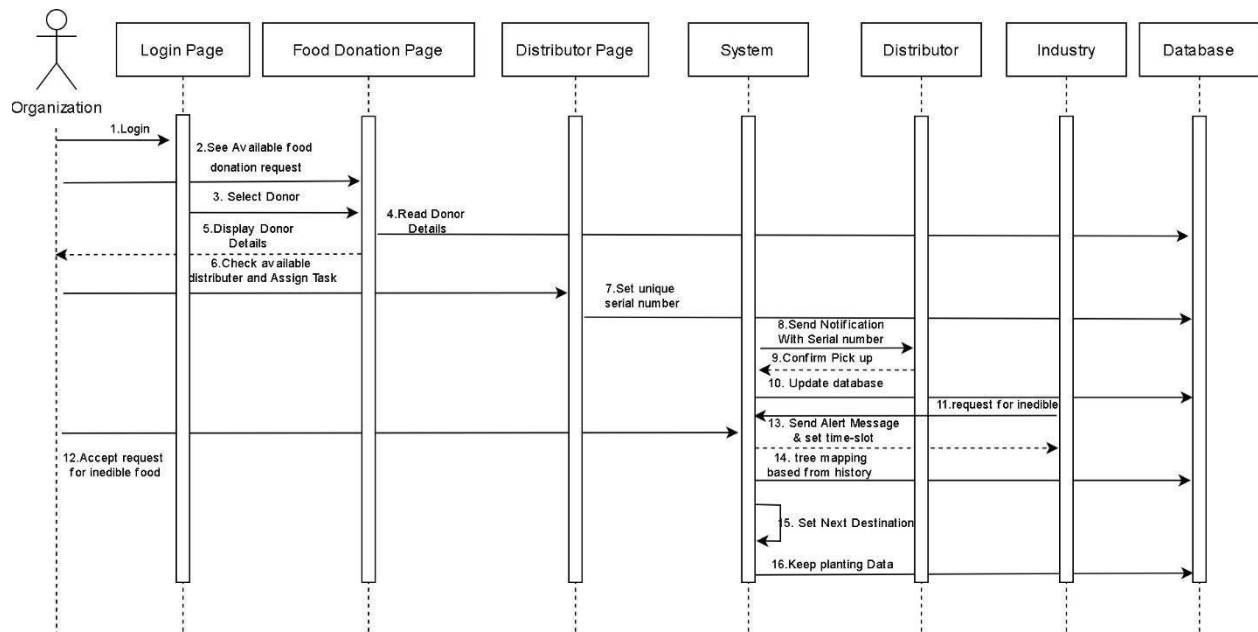 Login Page
Food Donation Page
Distributor Page
System
Distributor
Industry
Database
Organization
1.Login
2.See Available food
donation request
3. Select Donor
4.Read Donor
Details
5.Display Donor
Details
6.Check available
distributer and Assign Task
7.Set unique
serial number
8.Send Notification
With Serial number
9.Confirm Pick up
10. Update database
11.request for inedible
12.Accept request
for inedible food
13. Send Alert Message
& set time-slot
14. tree mapping
based from history
15. Set Next Destination
16.Keep planting Data